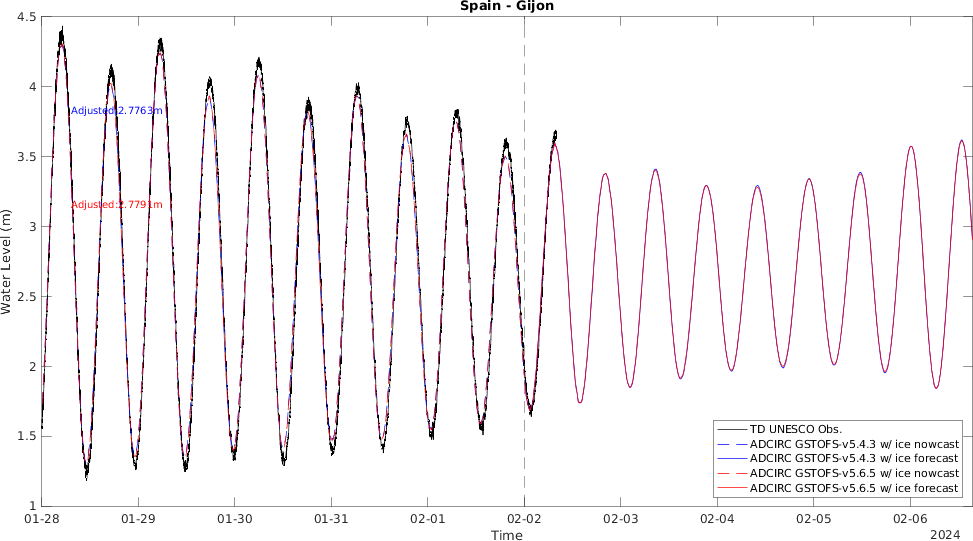 Spain - Gijon
4.5
4
3.5
3
2.5
2
1.5
1
Water Level (m)
Adjusted:2.7763m
Adjusted:2.7791m
TD UNESCO Obs.
ADCIRC GSTOFS-v5.4.3 w/ ice nowcast
ADCIRC GSTOFS-v5.4.3 w/ ice forecast
ADCIRC GSTOFS-v5.6.5 w/ ice nowcast
ADCIRC GSTOFS-v5.6.5 w/ ice forecast
01-28 01-29 01-30 01-31 02-01 02-02 02-03 02-04 02-05 02-06
Time
2024